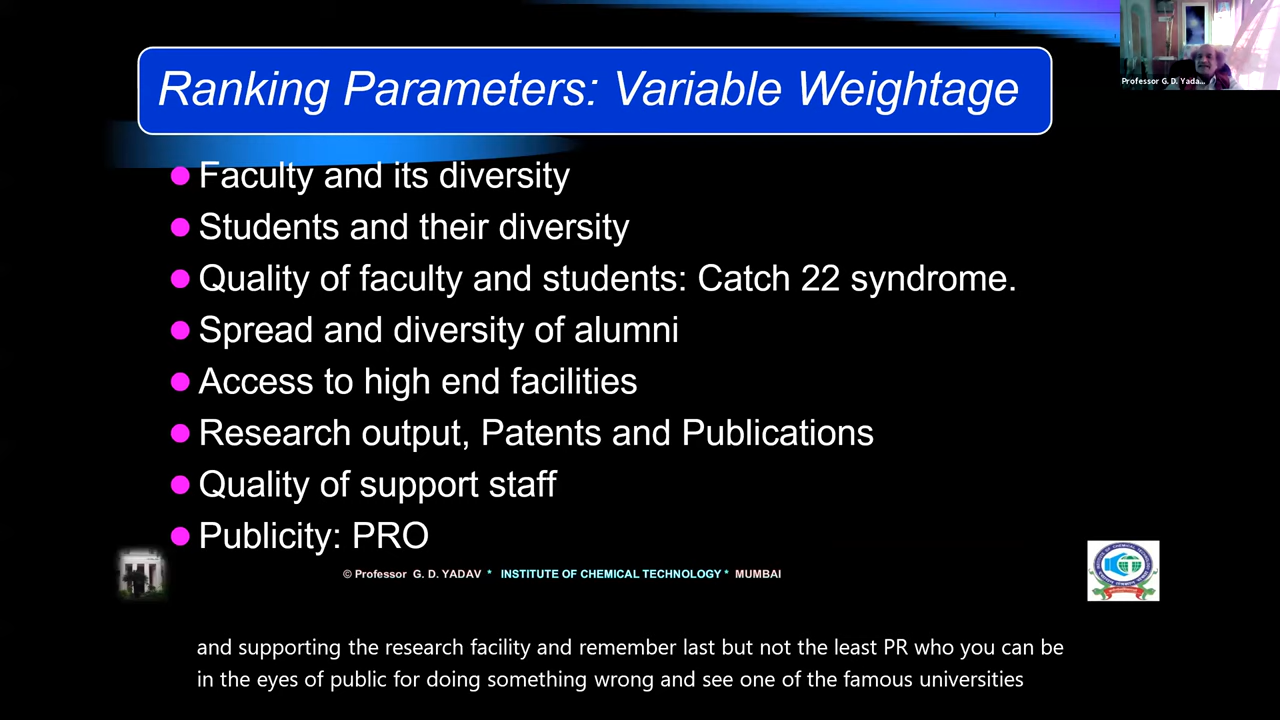 Ranking Parameters: Variable Weightage
Professor G. D. Yada...
Faculty and its diversity
Students and their diversity
Quality of faculty and students: Catch 22 syndrome.
Spread and diversity of alumni
Access to high end facilities
Research output, Patents and Publications
Quality of support staff
Publicity: PRO
© Professor G. D. YADAV * INSTITUTE OF CHEMICAL TECHNOLOGY * MUMBAI
and supporting the research facility and remember last but not the least PR who you can be
in the eyes of public for doing something wrong and see one of the famous universities